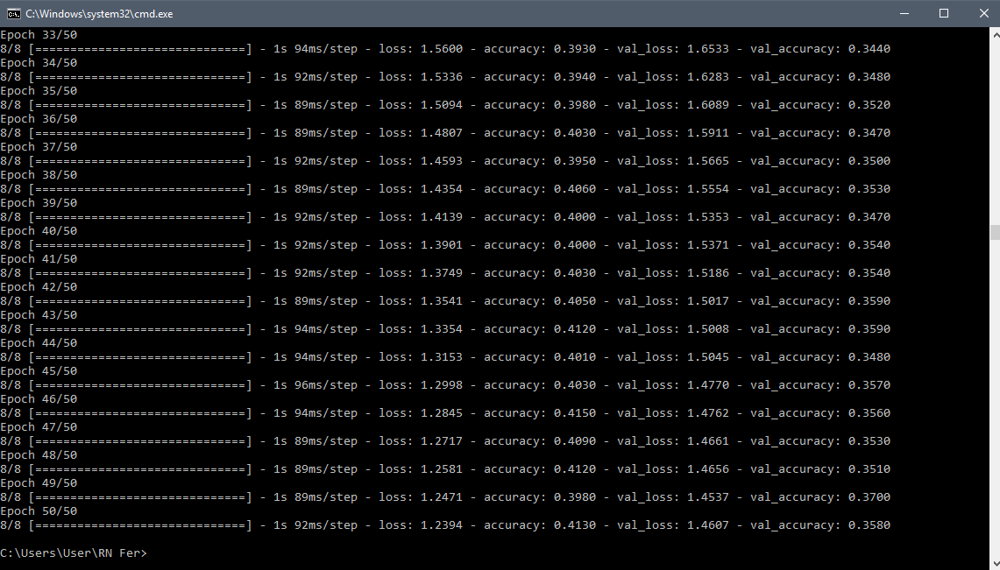 C:\Windows\system32\cmd.exe
Epoch 33/50
8/8 [==============================] - 1s 94ms/step - loss: 1.5600 - accuracy: 0.3930 - val_loss: 1.6533 - val_accuracy: 0.3440
Epoch 34/50
8/8 [==============================] - 1s 92ms/step - loss: 1.5336 - accuracy: 0.3940 - val_loss: 1.6283 - val_accuracy: 0.3480
Epoch 35/50
8/8 [==============================] - 1s 89ms/step - loss: 1.5094 - accuracy: 0.3980 - val_loss: 1.6089 - val_accuracy: 0.3520
Epoch 36/50
8/8 [==============================] - 1s 89ms/step - loss: 1.4807 - accuracy: 0.4030 - val_loss: 1.5911 - val_accuracy: 0.3470
Epoch 37/50
8/8 [==============================] - 1s 92ms/step - loss: 1.4593 - accuracy: 0.3950 - val_loss: 1.5665 - val_accuracy: 0.3500
Epoch 38/50
8/8 [==============================] - 1s 89ms/step - loss: 1.4354 - accuracy: 0.4060 - val_loss: 1.5554 - val_accuracy: 0.3530
Epoch 39/50
8/8 [==============================] - 1s 92ms/step - loss: 1.4139 - accuracy: 0.4000 - val_loss: 1.5353 - val_accuracy: 0.3470
Epoch 40/50
8/8 [==============================] - 1s 92ms/step - loss: 1.3901 - accuracy: 0.4000 - val_loss: 1.5371 - val_accuracy: 0.3540
Epoch 41/50
8/8 [==============================] - 1s 92ms/step - loss: 1.3749 - accuracy: 0.4030 - val_loss: 1.5186 - val_accuracy: 0.3540
Epoch 42/50
8/8 [==============================] - 1s 89ms/step - loss: 1.3541 - accuracy: 0.4050 - val_loss: 1.5017 - val_accuracy: 0.3590
Epoch 43/50
8/8 [==============================] - 1s 94ms/step - loss: 1.3354 - accuracy: 0.4120 - val_loss: 1.5008 - val_accuracy: 0.3590
Epoch 44/50
8/8 [==============================] - 1s 94ms/step - loss: 1.3153 - accuracy: 0.4010 - val_loss: 1.5045 - val_accuracy: 0.3480
Epoch 45/50
8/8 [==============================] - 1s 96ms/step - loss: 1.2998 - accuracy: 0.4030 - val_loss: 1.4770 - val_accuracy: 0.3570
Epoch 46/50
8/8 [==============================] - 1s 94ms/step - loss: 1.2845 - accuracy: 0.4150 - val_loss: 1.4762 - val_accuracy: 0.3560
Epoch 47/50
8/8 [==============================] - 1s 89ms/step - loss: 1.2717 - accuracy: 0.4090 - val_loss: 1.4661 - val_accuracy: 0.3530
Epoch 48/50
8/8 [==============================] - 1s 89ms/step - loss: 1.2581 - accuracy: 0.4120 - val_loss: 1.4656 - val_accuracy: 0.3510
Epoch 49/50
8/8 [==============================] - 1s 89ms/step - loss: 1.2471 - accuracy: 0.3980 - val_loss: 1.4537 - val_accuracy: 0.3700
Epoch 50/50
8/8 [==============================] - 1s 92ms/step - loss: 1.2394 - accuracy: 0.4130 - val_loss: 1.4607 - val_accuracy: 0.3580
C:\Users\User\RN Fer>